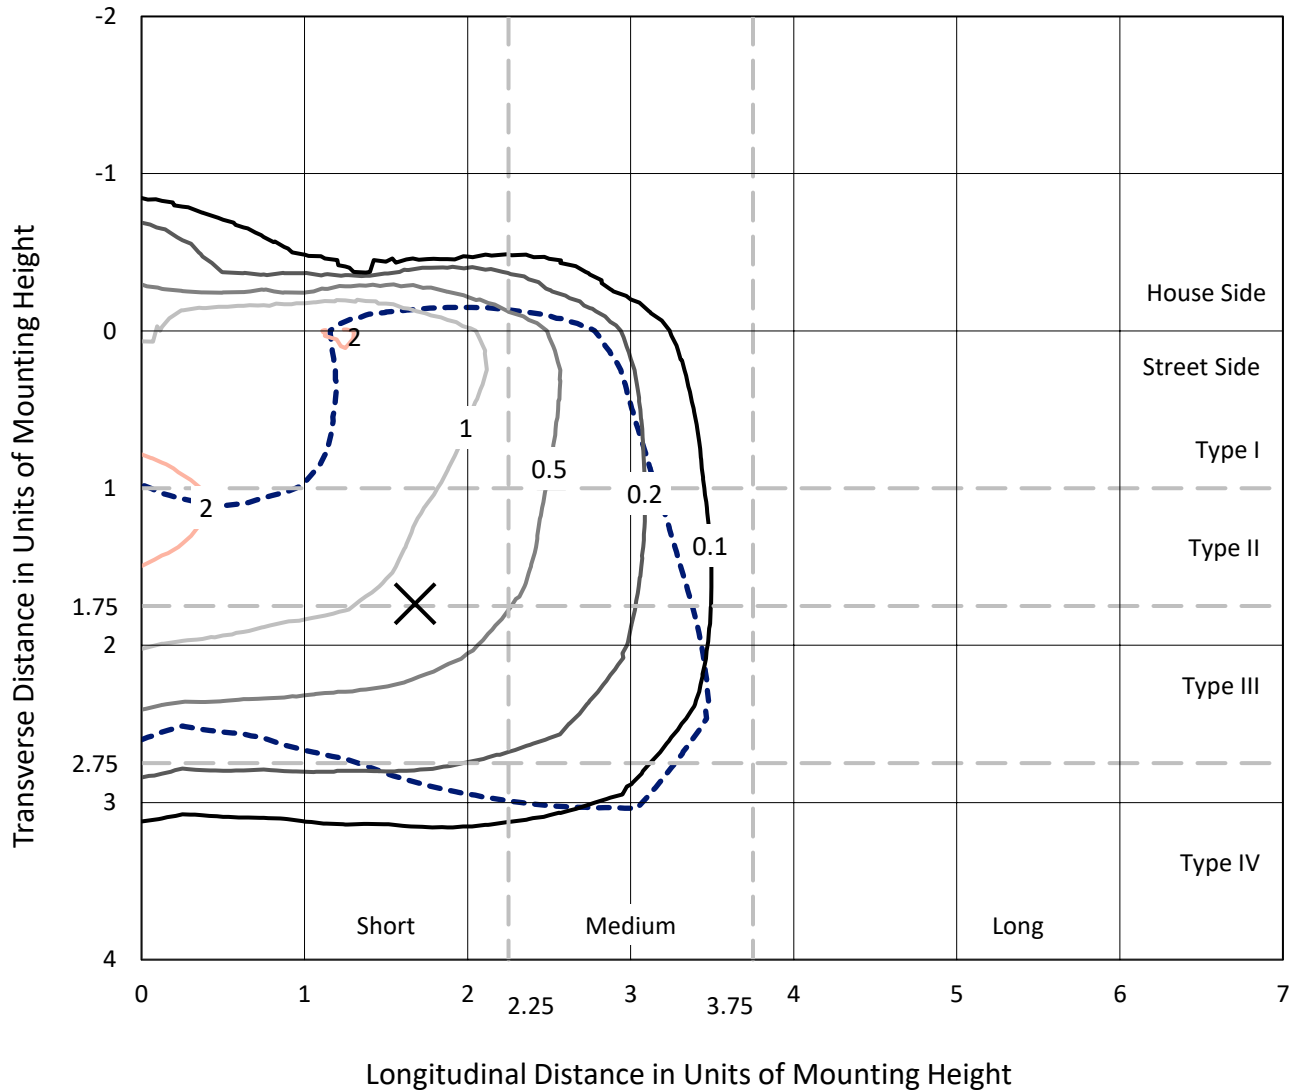 -2
-1
House Side
0
2
Street Side
1
Type I
0.5
1
0.2
2
0.1
Type II
1.75
2
Type III
2.75
3
Type IV
Short
Medium
Long
4
0
1
2
2.25
3
3.75
4
5
6
7
Transverse Distance in Units of Mounting Height
Longitudinal Distance in Units of Mounting Height